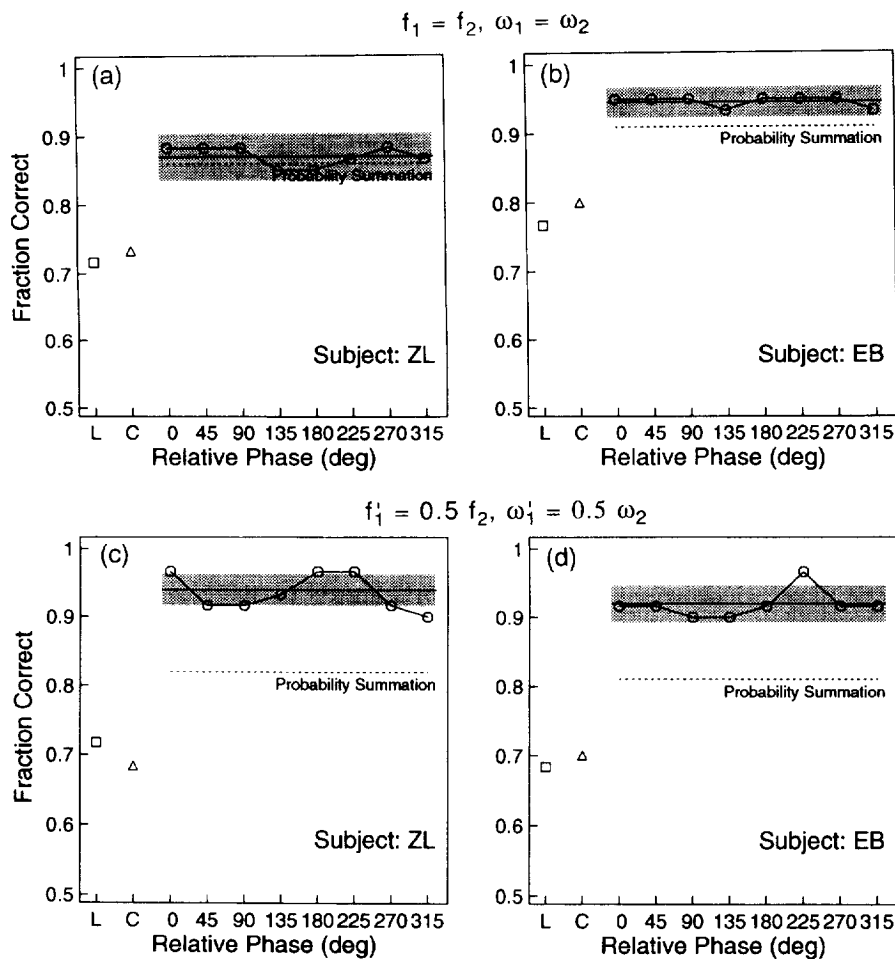 f₁ = f₂, ω₁ = ω₂
(a)
1
0.9
0.8
0.7
0.6
0.5
Fraction Correct
Probability Summation
Subject: ZL
L C 0 45 90 135 180 225 270 315
Relative Phase (deg)
(b)
1
0.9
0.8
0.7
0.6
0.5
Probability Summation
Subject: EB
L C 0 45 90 135 180 225 270 315
Relative Phase (deg)
f₁' = 0.5 f₂, ω₁' = 0.5 ω₂
(c)
1
0.9
0.8
0.7
0.6
0.5
Fraction Correct
Probability Summation
Subject: ZL
L C 0 45 90 135 180 225 270 315
Relative Phase (deg)
(d)
1
0.9
0.8
0.7
0.6
0.5
Probability Summation
Subject: EB
L C 0 45 90 135 180 225 270 315
Relative Phase (deg)